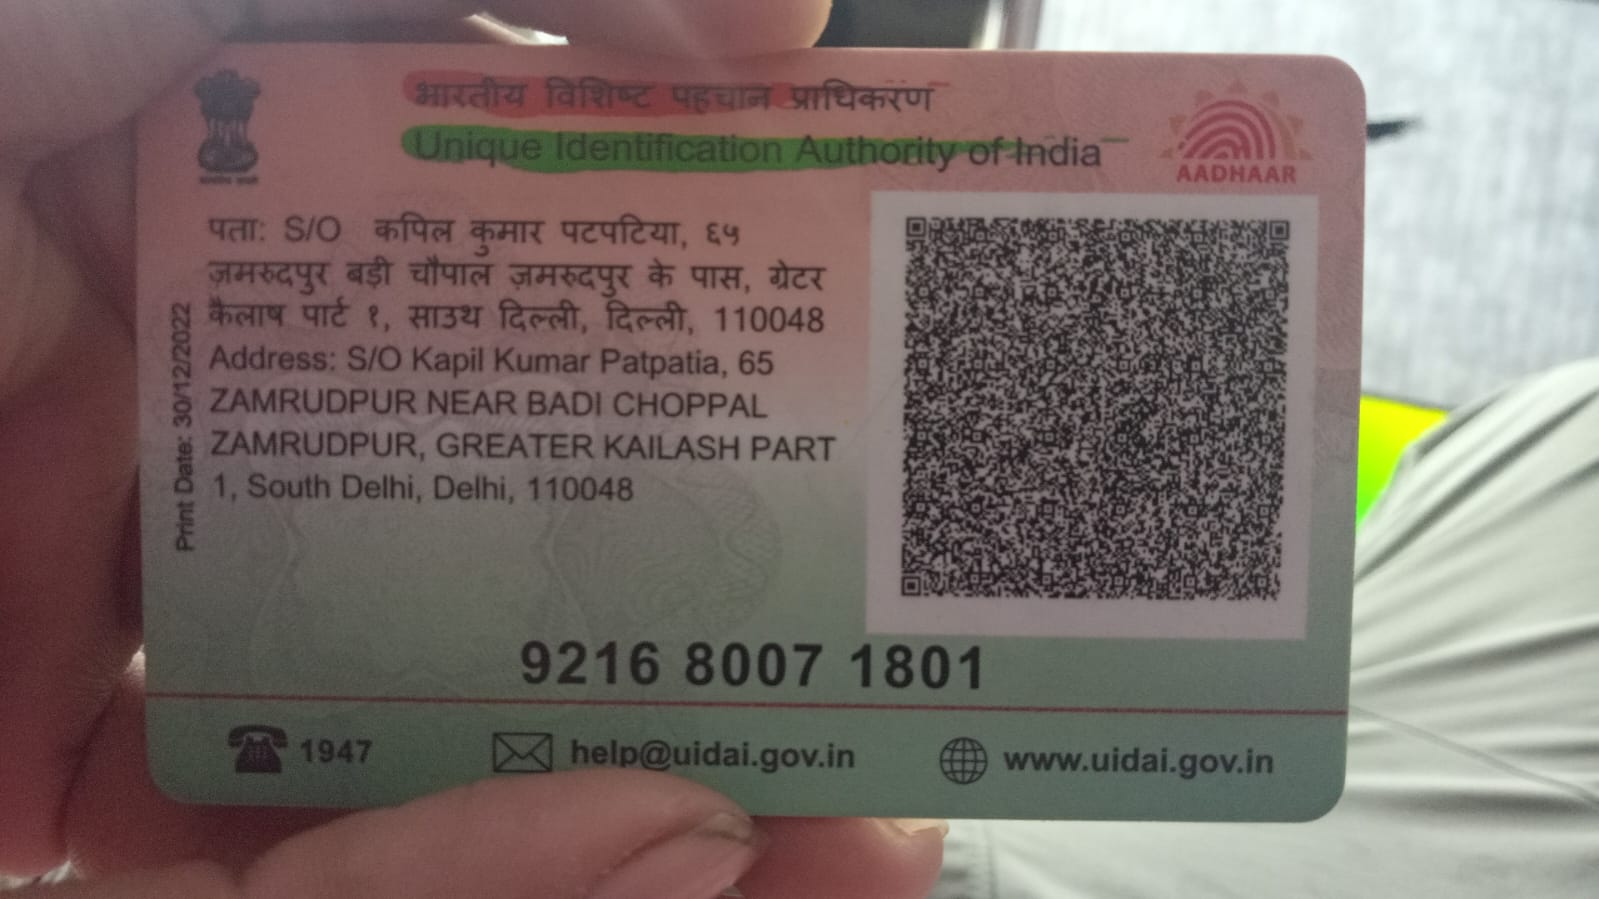 भारतीय विशिष्ट पहचान प्राधिकरण
Unique Identification Authority of India
AADHAAR
पता: S/O कपिल कुमार पटपटिया, ६५
ज़मरुदपुर बड़ी चौपाल ज़मरुदपुर के पास, ग्रेटर
कैलाष पार्ट १, साउथ दिल्ली, दिल्ली, 110048
Address: S/O Kapil Kumar Patpatia, 65
ZAMRUDPUR NEAR BADI CHOPPAL
ZAMRUDPUR, GREATER KAILASH PART
1, South Delhi, Delhi, 110048
Print Date: 30/12/2022
9216 8007 1801
1947
help@uidai.gov.in
www.uidai.gov.in